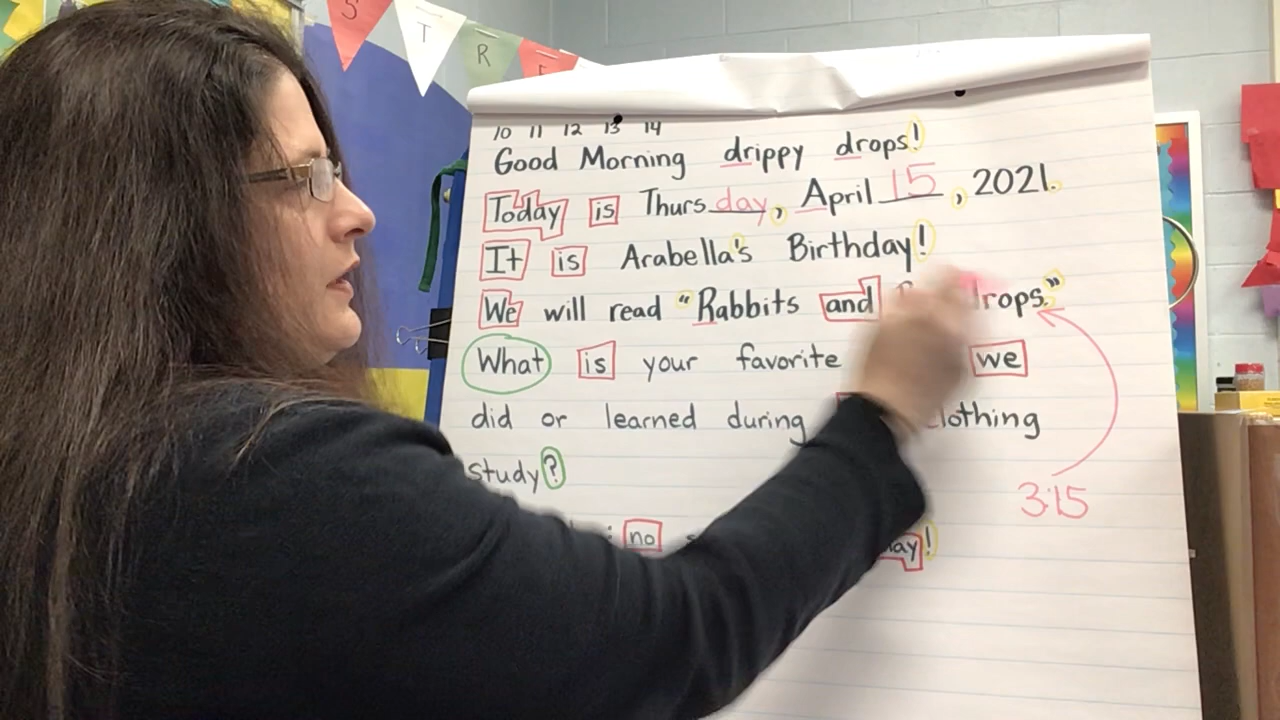 S T R E
10 11 12 13 14
Good Morning drippy drops!
Today is Thursday, April 15, 2021.
It is Arabella's Birthday!
We will read "Rabbits and drops."
What is your favorite we
did or learned during clothing
study?
3:15
no !